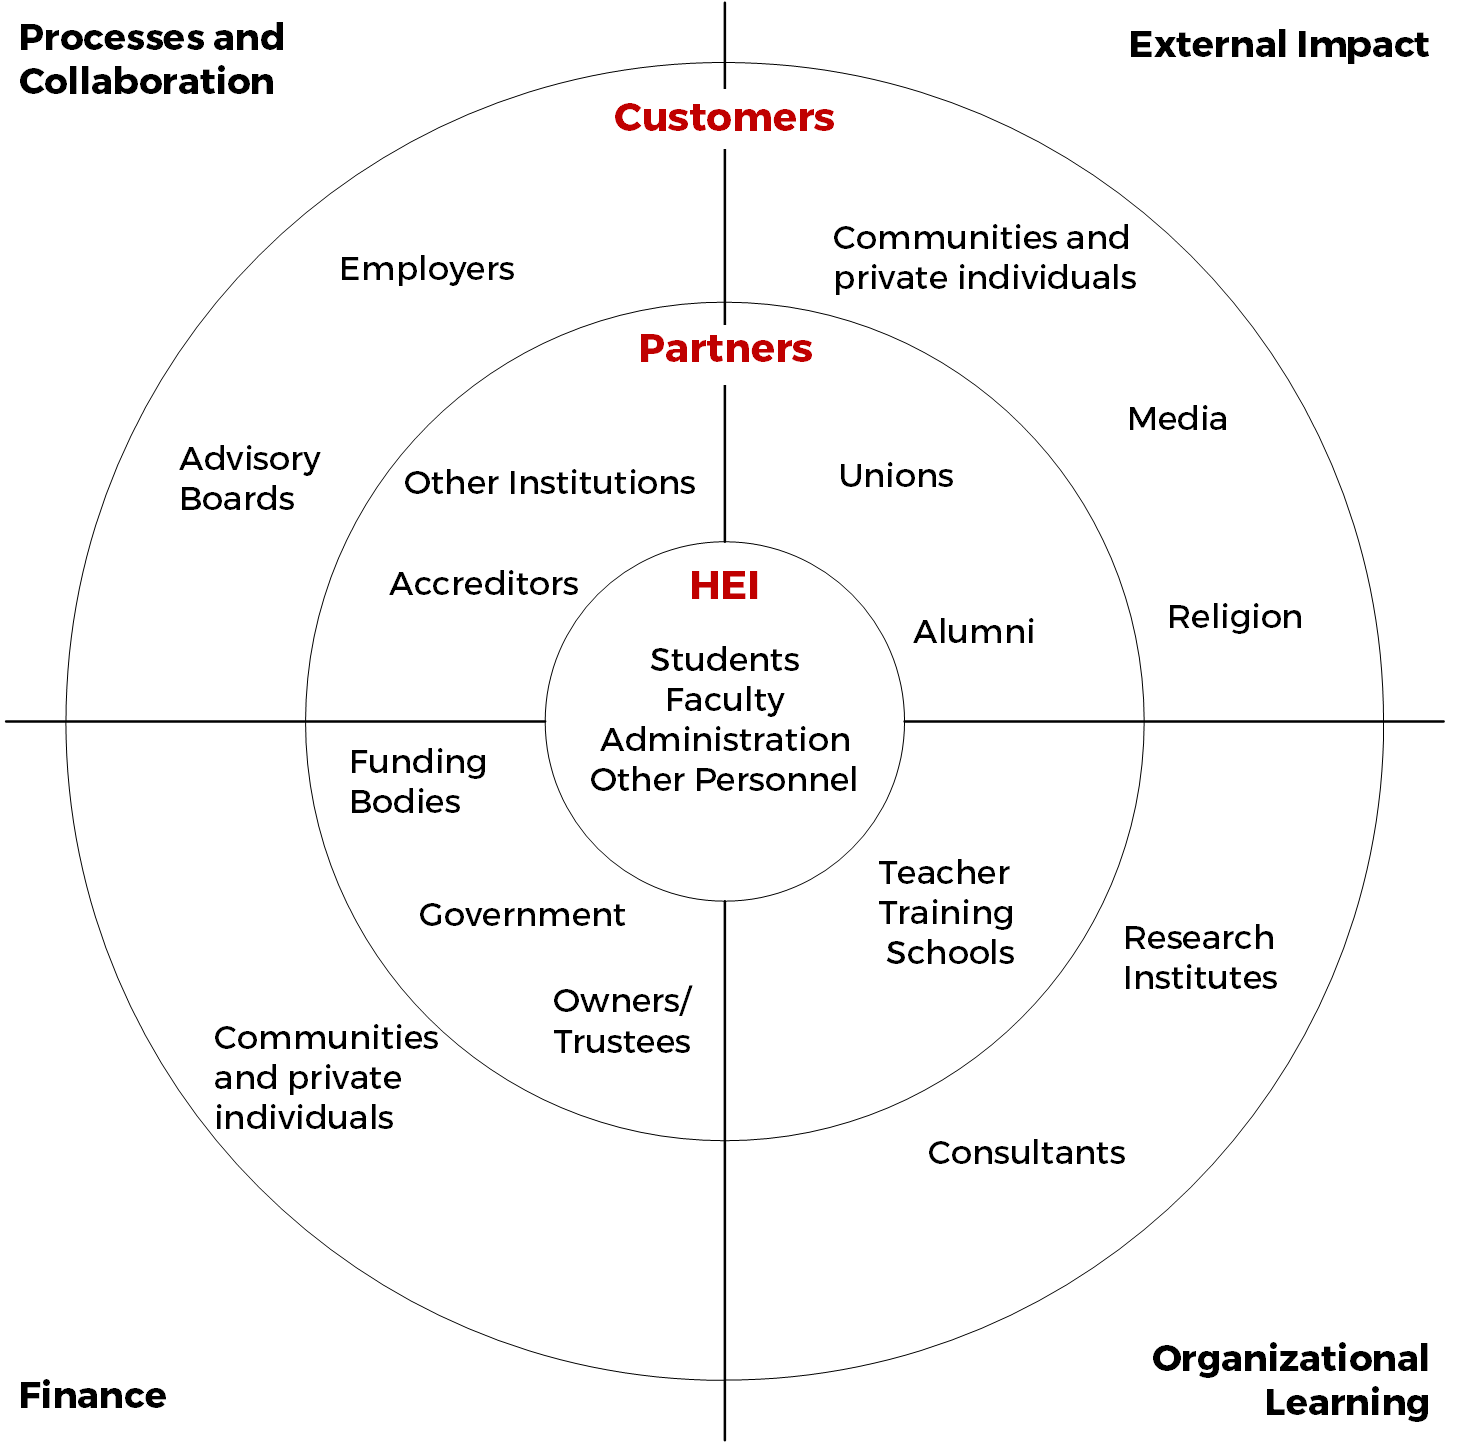 Processes and
Collaboration
External Impact
Customers
Communities and
private individuals
Employers
Partners
Media
Advisory
Boards
Other Institutions
Unions
HEI
Accreditors
Alumni
Religion
Students
Faculty
Administration
Other Personnel
Funding
Bodies
Government
Teacher
Training
Schools
Research
Institutes
Owners/
Trustees
Communities
and private
individuals
Consultants
Finance
Organizational
Learning